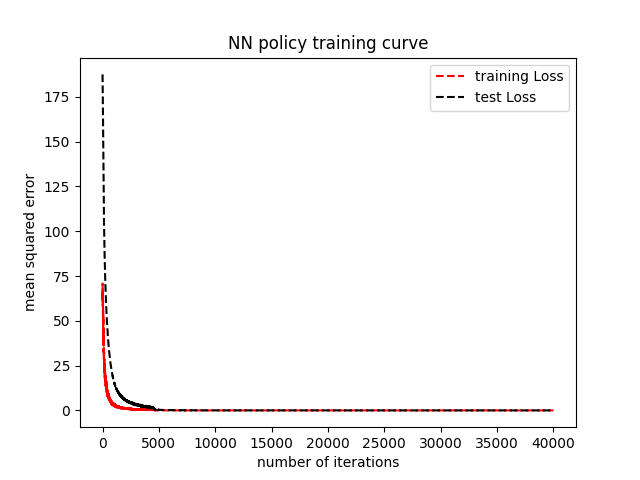 NN policy training curve
training Loss
test Loss
mean squared error
175
150
125
100
75
50
25
0
0 5000 10000 15000 20000 25000 30000 35000 40000
number of iterations